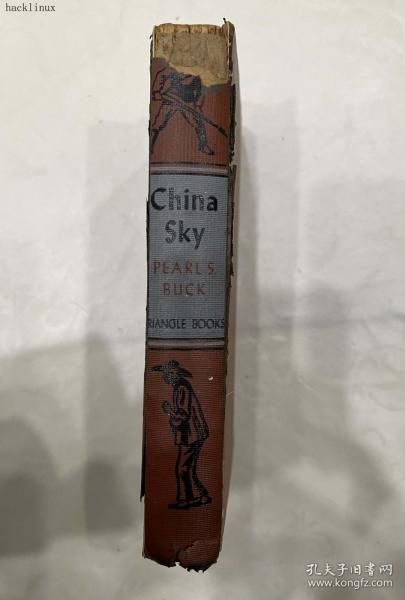 hacklinux
China
Sky
PEARL S.
BUCK
RIANGLE BOOKS
孔夫子旧书网
www.kongfz.com